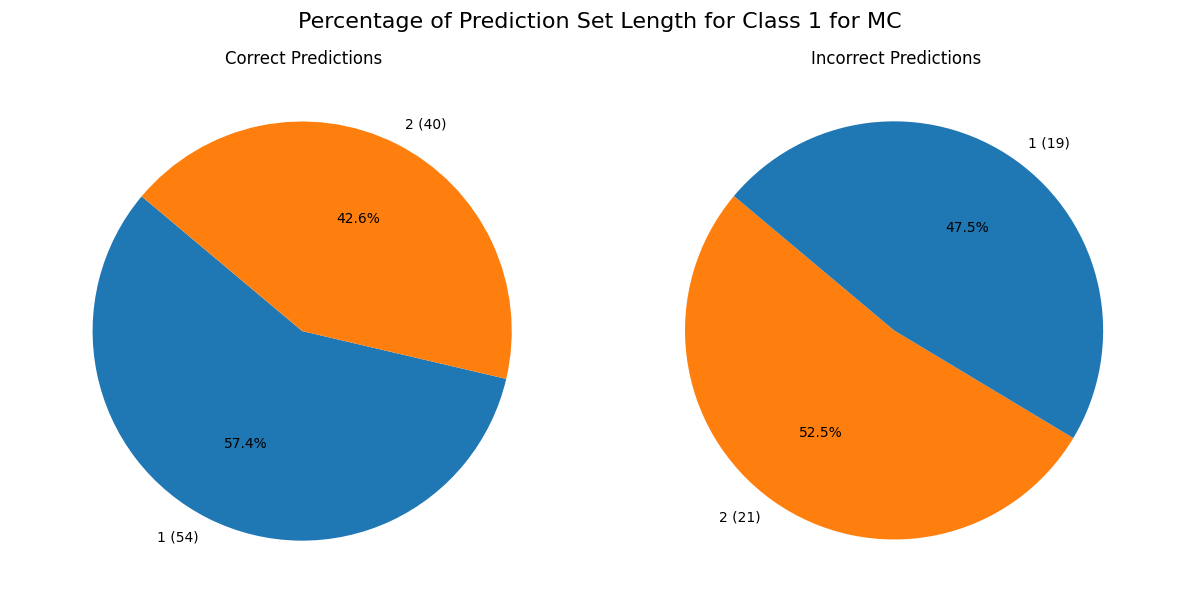 Percentage of Prediction Set Length for Class 1 for MC
Correct Predictions
2 (40)
42.6%
57.4%
1 (54)
Incorrect Predictions
1 (19)
47.5%
52.5%
2 (21)